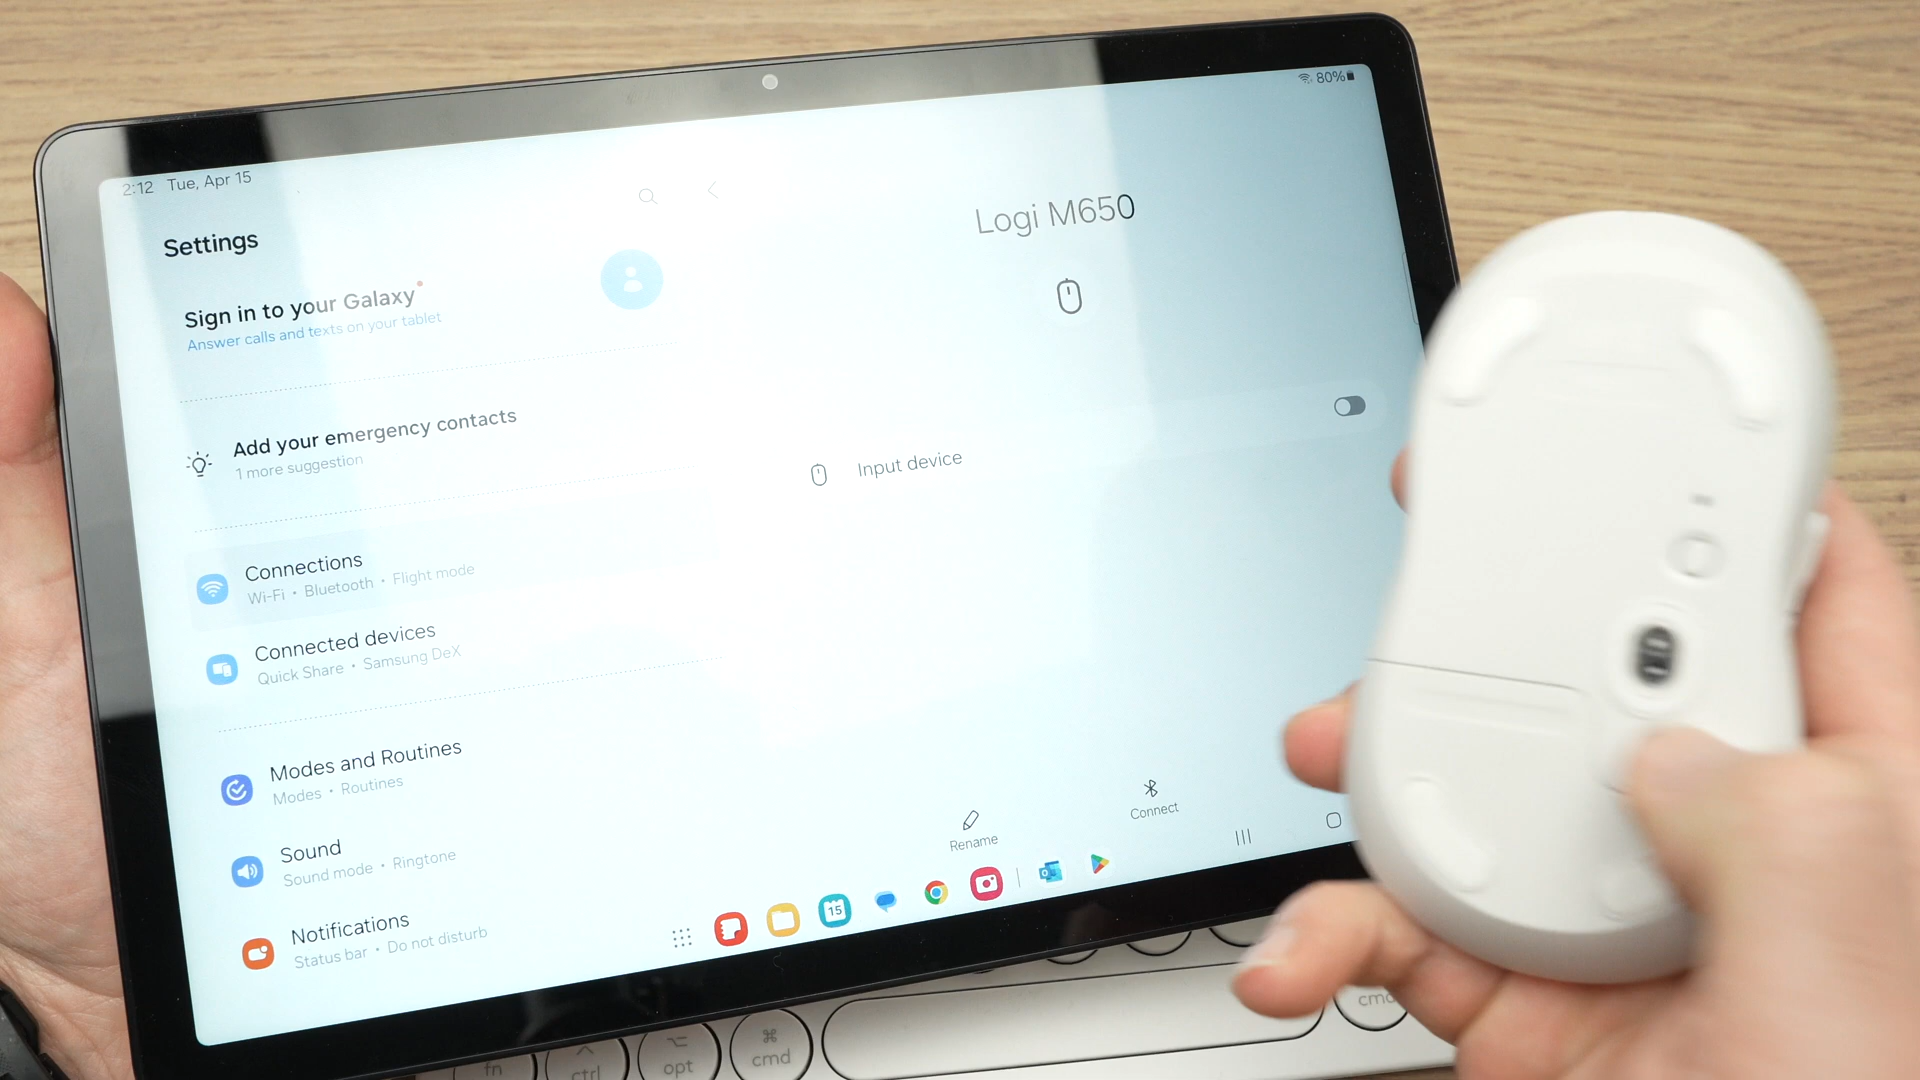 2:12 Tue, Apr 15
80%
Settings
Sign in to your Galaxy
Answer calls and texts on your tablet
Add your emergency contacts
1 more suggestion
Connections
Wi-Fi • Bluetooth • Flight mode
Connected devices
Quick Share • Samsung DeX
Modes and Routines
Modes • Routines
Sound
Sound mode • Ringtone
Notifications
Status bar • Do not disturb
Logi M650
Input device
Rename
Connect
15
fn
ctrl
opt
⌘
cmd
cmd